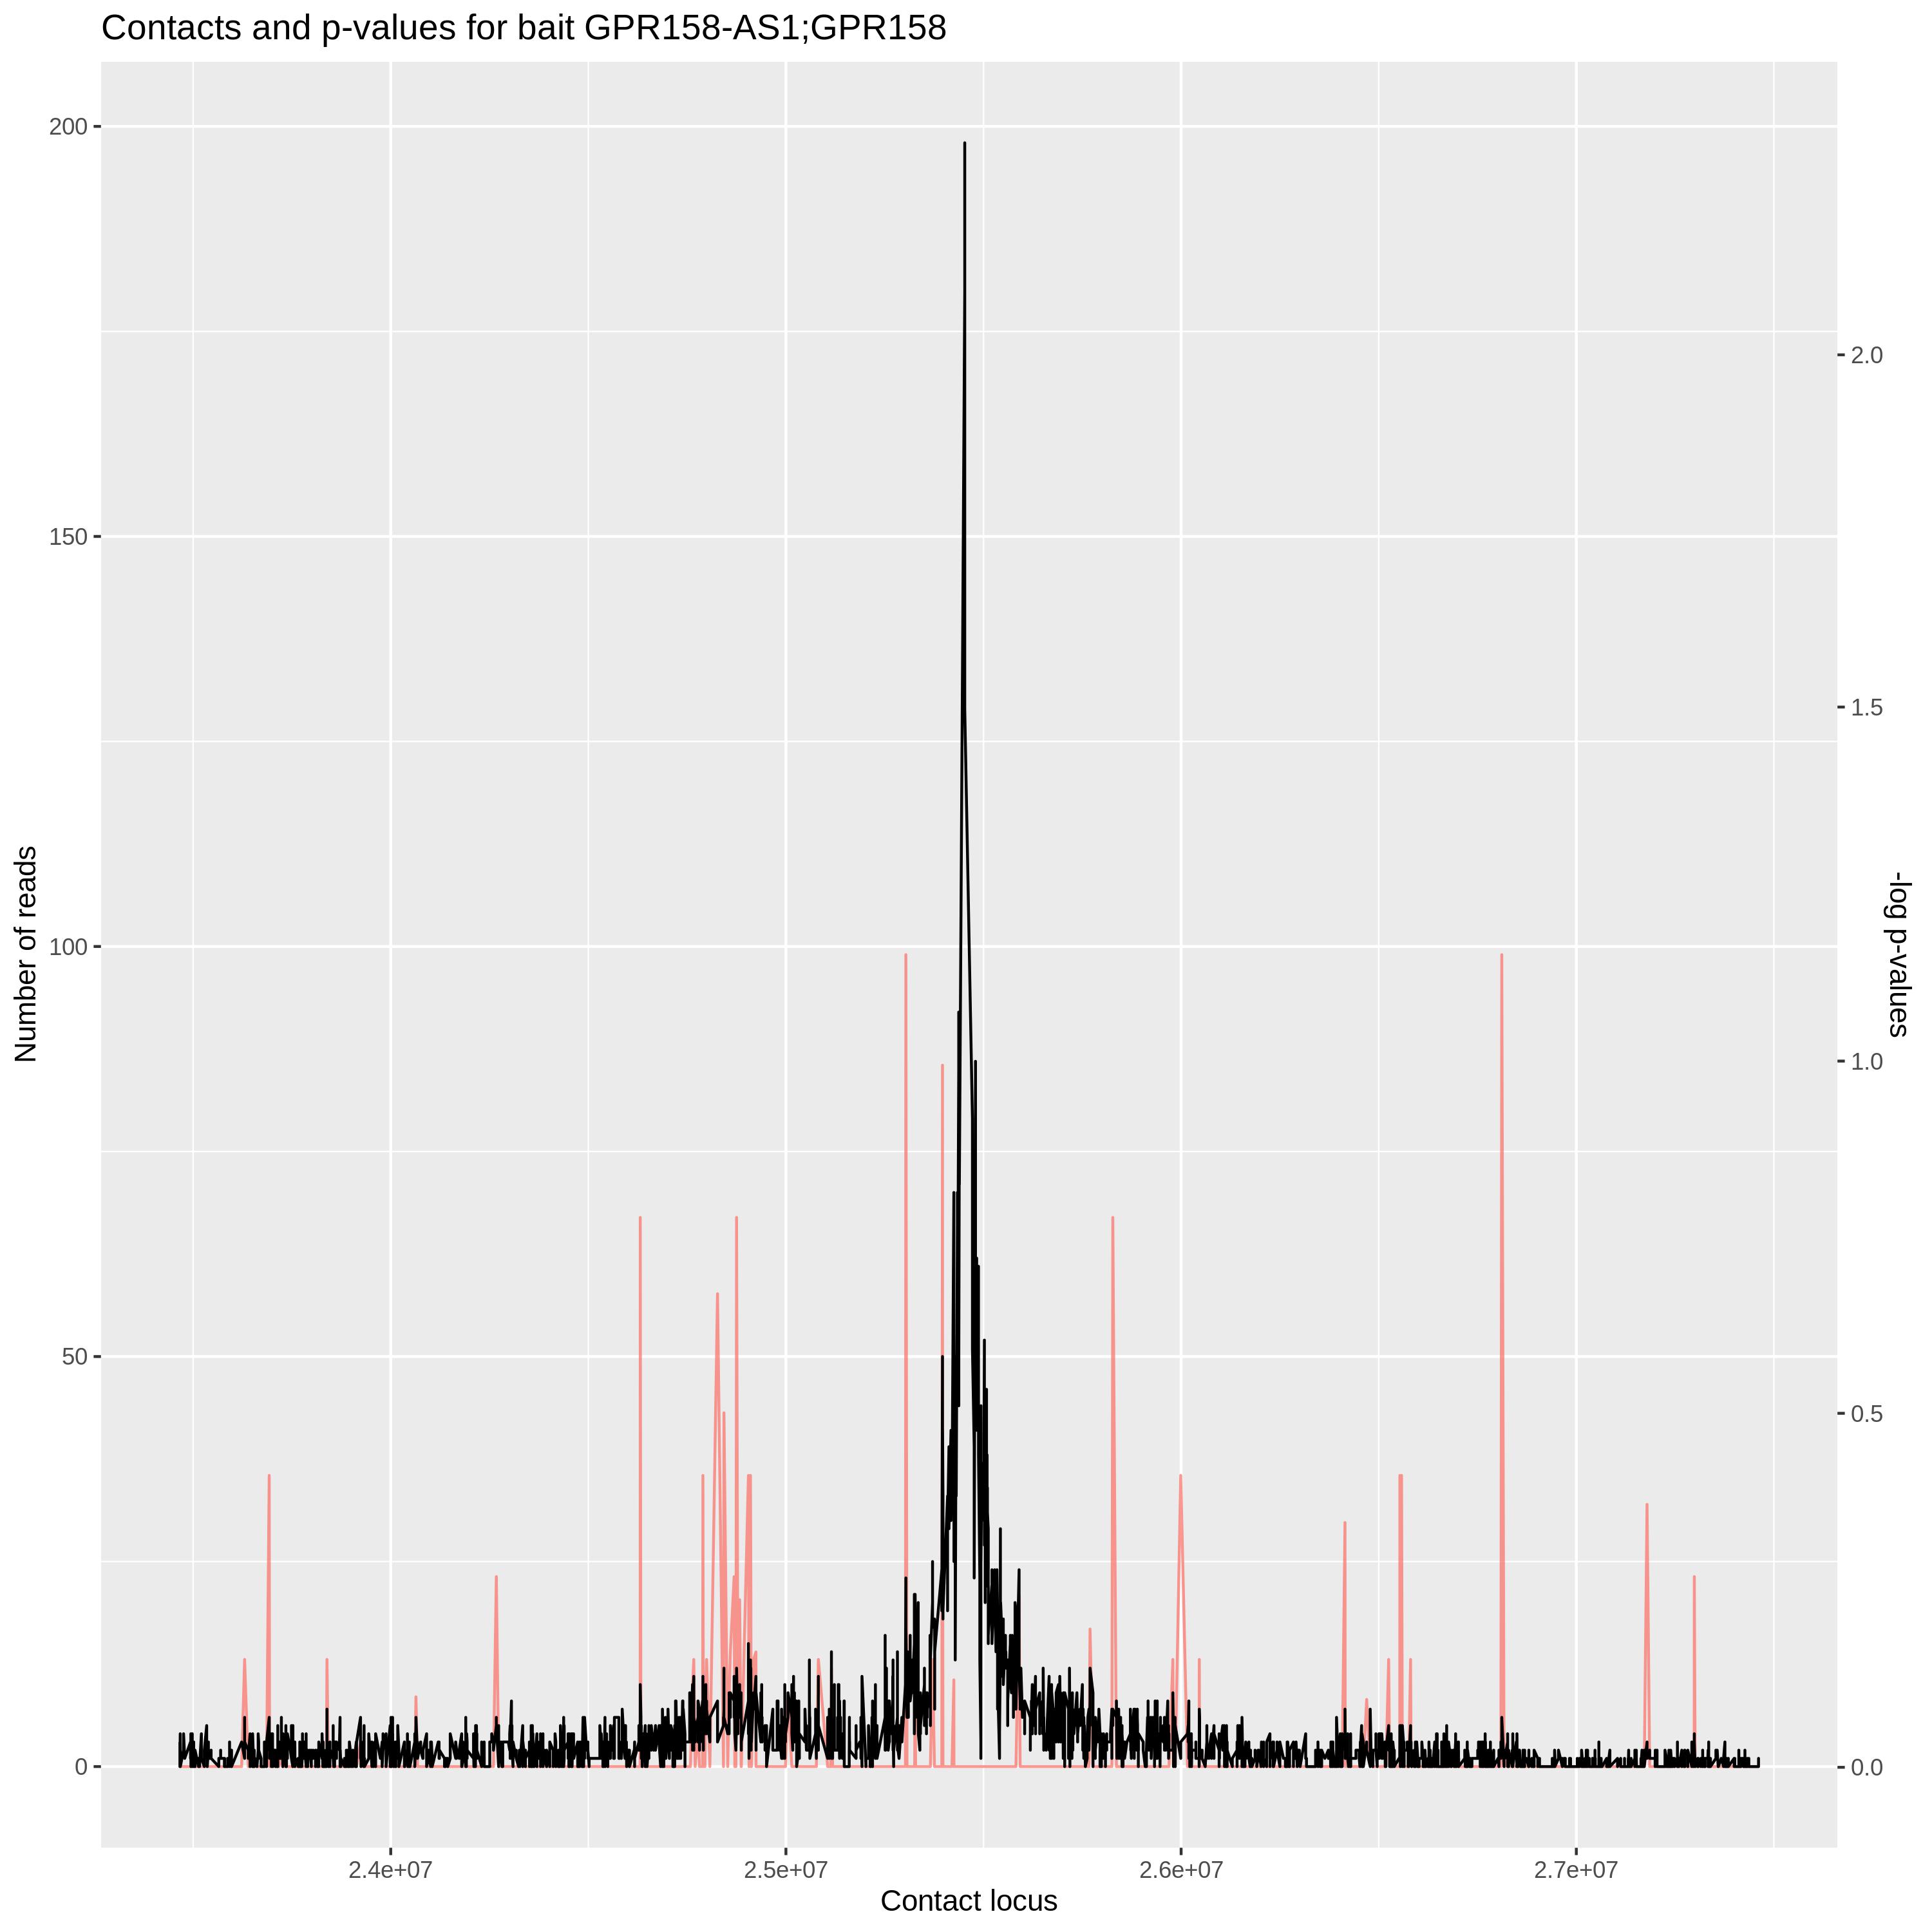 Contacts and p-values for bait GPR158-AS1;GPR158
200
150
100
50
0
Number of reads
2.0
1.5
1.0
0.5
0.0
-log p-values
2.4e+07
2.5e+07
2.6e+07
2.7e+07
Contact locus